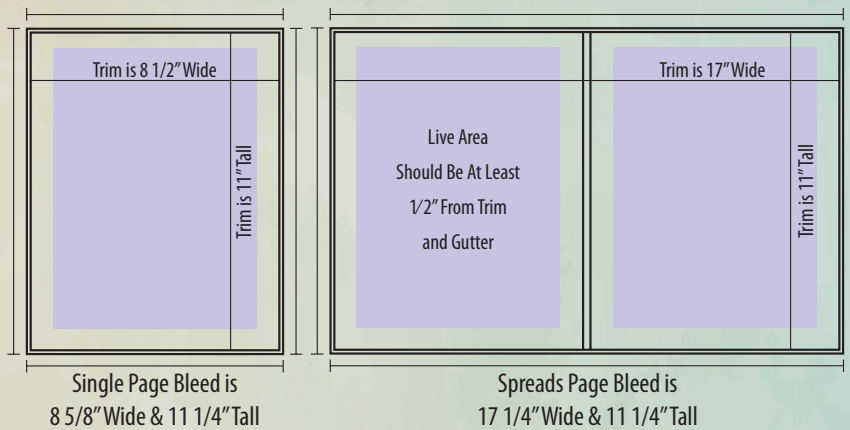 Trim is 8 1/2" Wide
Trim is 11" Tall
Single Page Bleed is
8 5/8" Wide & 11 1/4" Tall
Trim is 17" Wide
Live Area
Should Be At Least
1/2" From Trim
and Gutter
Trim is 11" Tall
Spreads Page Bleed is
17 1/4" Wide & 11 1/4" Tall